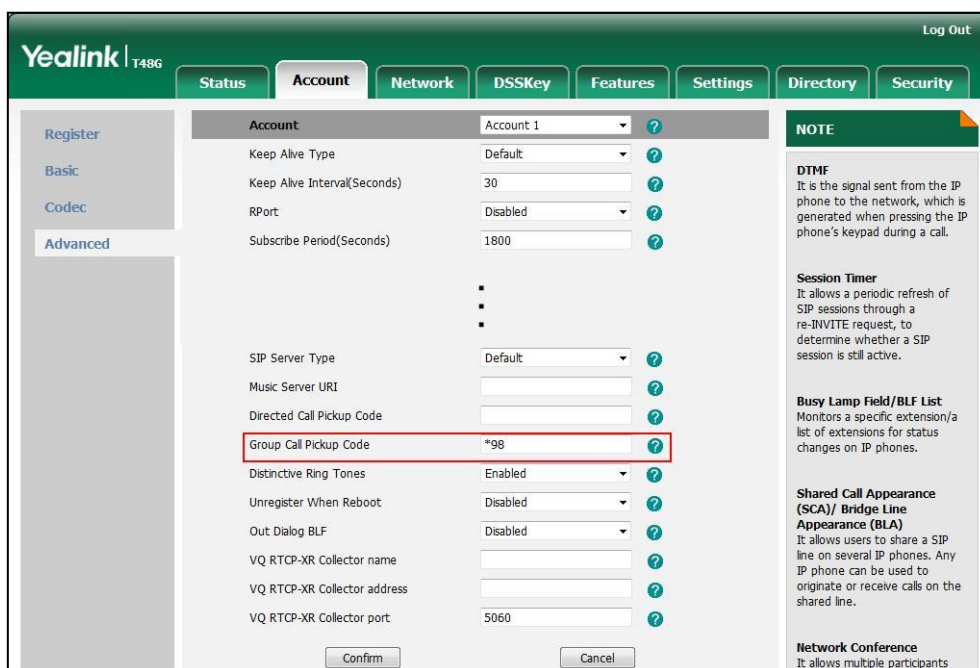 Log Out
Yealink T48G
Status Account Network DSSKey Features Settings Directory Security
Register
Basic
Codec
Advanced
Account Account 1 ?
Keep Alive Type Default ?
Keep Alive Interval(Seconds) 30 ?
RPort Disabled ?
Subscribe Period(Seconds) 1800 ?
SIP Server Type Default ?
Music Server URI ?
Directed Call Pickup Code ?
Group Call Pickup Code *98 ?
Distinctive Ring Tones Enabled ?
Unregister When Reboot Disabled ?
Out Dialog BLF Disabled ?
VQ RTCP-XR Collector name ?
VQ RTCP-XR Collector address ?
VQ RTCP-XR Collector port 5060 ?
Confirm Cancel
NOTE
DTMF
It is the signal sent from the IP
phone to the network, which is
generated when pressing the IP
phone's keypad during a call.
Session Timer
It allows a periodic refresh of
SIP sessions through a
re-INVITE request, to
determine whether a SIP
session is still active.
Busy Lamp Field/BLF List
Monitors a specific extension/a
list of extensions for status
changes on IP phones.
Shared Call Appearance
(SCA)/ Bridge Line
Appearance (BLA)
It allows users to share a SIP
line on several IP phones. Any
IP phone can be used to
originate or receive calls on the
shared line.
Network Conference
It allows multiple participants